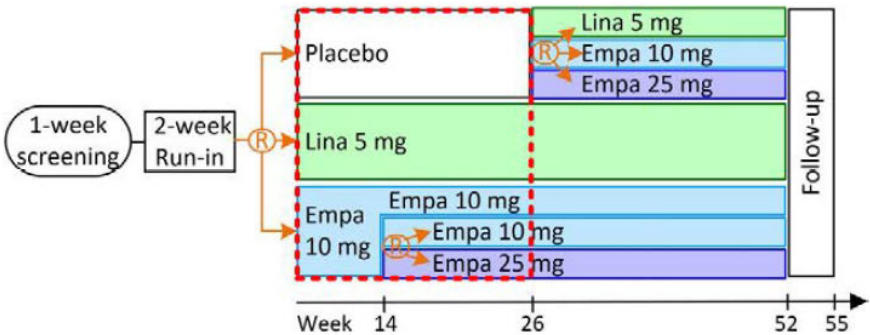 1-week
screening
2-week
Run-in
R
Placebo
R
Lina 5 mg
Empa 10 mg
Empa 25 mg
Lina 5 mg
Empa
10 mg
Empa 10 mg
R
Empa 10 mg
Empa 25 mg
Follow-up
Week 14 26 52 55